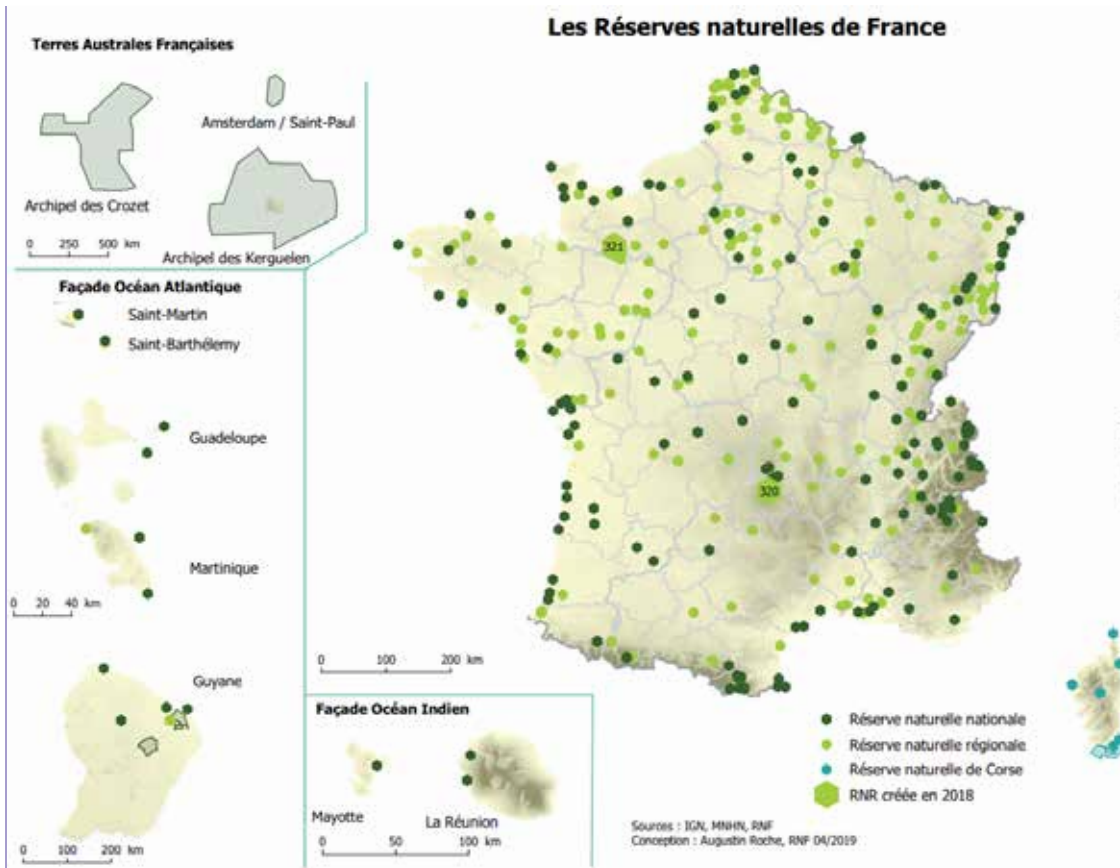 Les Réserves naturelles de France
Terres Australes Françaises
Amsterdam / Saint-Paul
Archipel des Crozet
0 250 500 km
Archipel des Kerguelen
Façade Océan Atlantique
Saint-Martin
Saint-Barthélemy
Guadeloupe
Martinique
0 20 40 km
Guyane
0 100 200 km
321
320
0 100 200 km
Façade Océan Indien
Mayotte
La Réunion
0 50 100 km
Réserve naturelle nationale
Réserve naturelle régionale
Réserve naturelle de Corse
RNR créée en 2018
Sources : IGN, MNHN, RNF
Conception : Augustin Roche, RNF 04/2019